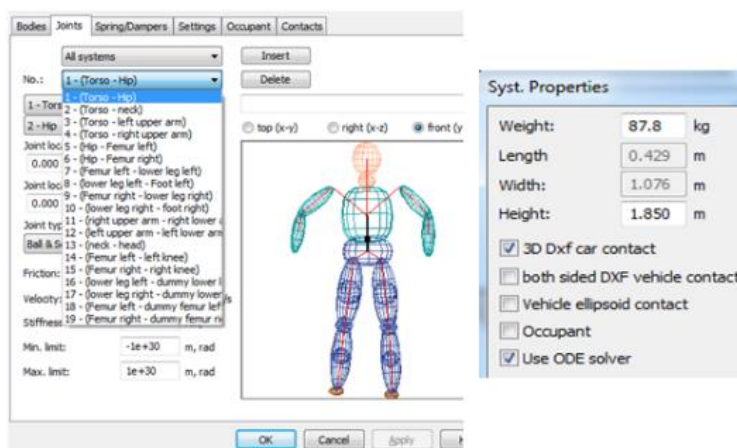 Bodies Joints Spring/Dampers Settings Occupant Contacts
All systems Insert
No.: 1 - (Torso - Hip) Delete
1 - (Torso - Hip)
1 - Tors 2 - (Torso - neck)
3 - (Torso - left upper arm)
2 - Hip 4 - (Torso - right upper arm)
top (x-y) right (x-z) front (y
Joint loc 5 - (Hip - Femur left)
0.000 6 - (Hip - Femur right)
7 - (Femur left - lower leg left)
Joint loc 8 - (lower leg left - Foot left)
0.000 9 - (Femur right - lower leg right)
10 - (lower leg right - foot right)
Joint typ 11 - (right upper arm - right lower a
12 - (left upper arm - left lower arm
Ball & S 13 - (neck - head)
14 - (Femur left - left knee)
Friction: 15 - (Femur right - right knee)
16 - (lower leg left - dummy lower l
Velocity: 17 - (lower leg right - dummy lower /s
18 - (Femur left - dummy femur lef
Stiffness 19 - (Femur right - dummy femur ri
Min. limit: -1e+30 m, rad
Max. limit: 1e+30 m, rad
OK Cancel Apply
Syst. Properties
Weight: 87.8 kg
Length 0.429 m
Width: 1.076 m
Height: 1.850 m
3D Dxf car contact
both sided DXF vehicle contact
Vehicle ellipsoid contact
Occupant
Use ODE solver